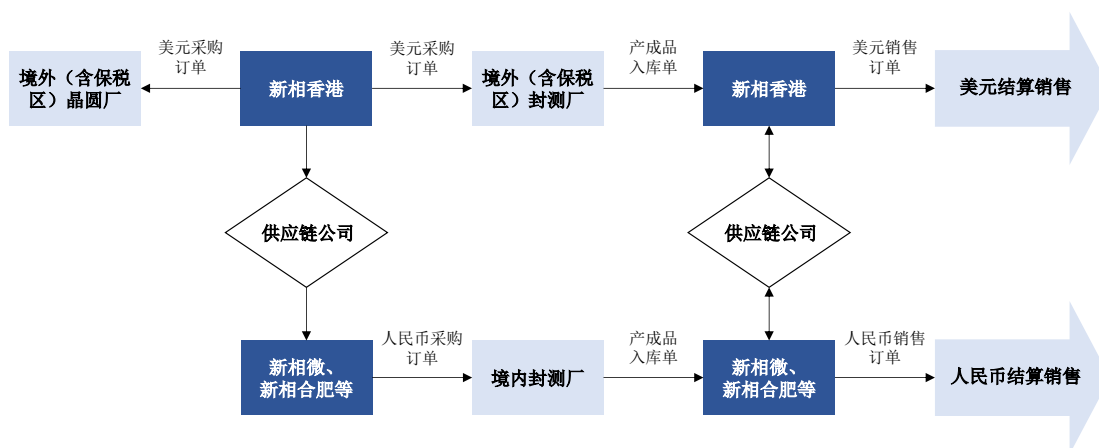 美元采购
订单
美元采购
订单
产成品
入库单
美元销售
订单
境外（含保税
区）晶圆厂
新相香港
境外（含保税
区）封测厂
新相香港
美元结算销售
供应链公司
供应链公司
人民币采购
订单
产成品
入库单
人民币销售
订单
新相微、
新相合肥等
境内封测厂
新相微、
新相合肥等
人民币结算销售